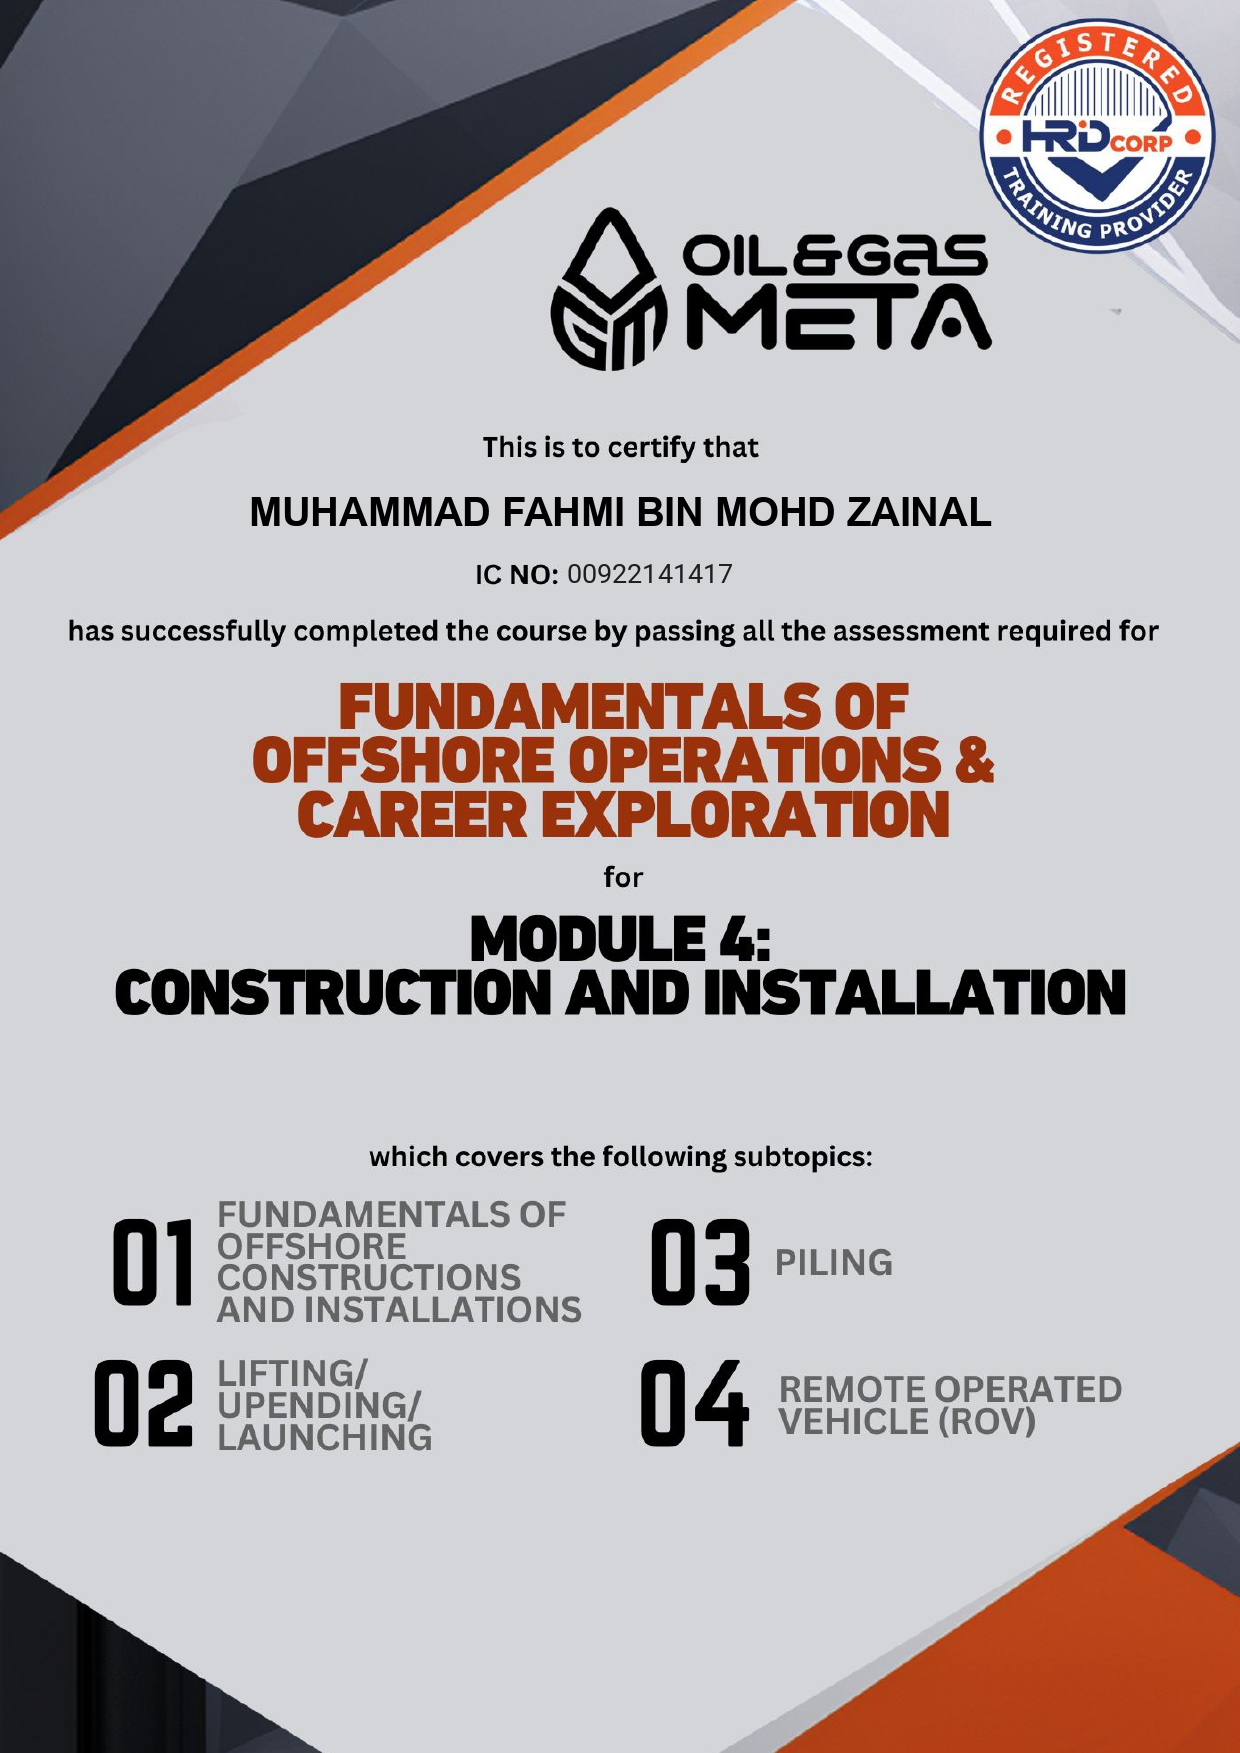 REGISTERED
HRDCORP
TRAINING PROVIDER
OIL&GAS
META
This is to certify that
MUHAMMAD FAHMI BIN MOHD ZAINAL
IC NO: 00922141417
has successfully completed the course by passing all the assessment required for
FUNDAMENTALS OF
OFFSHORE OPERATIONS &
CAREER EXPLORATION
for
MODULE 4:
CONSTRUCTION AND INSTALLATION
which covers the following subtopics:
01
FUNDAMENTALS OF
OFFSHORE
CONSTRUCTIONS
AND INSTALLATIONS
02
LIFTING/
UPENDING/
LAUNCHING
03
PILING
04
REMOTE OPERATED
VEHICLE (ROV)